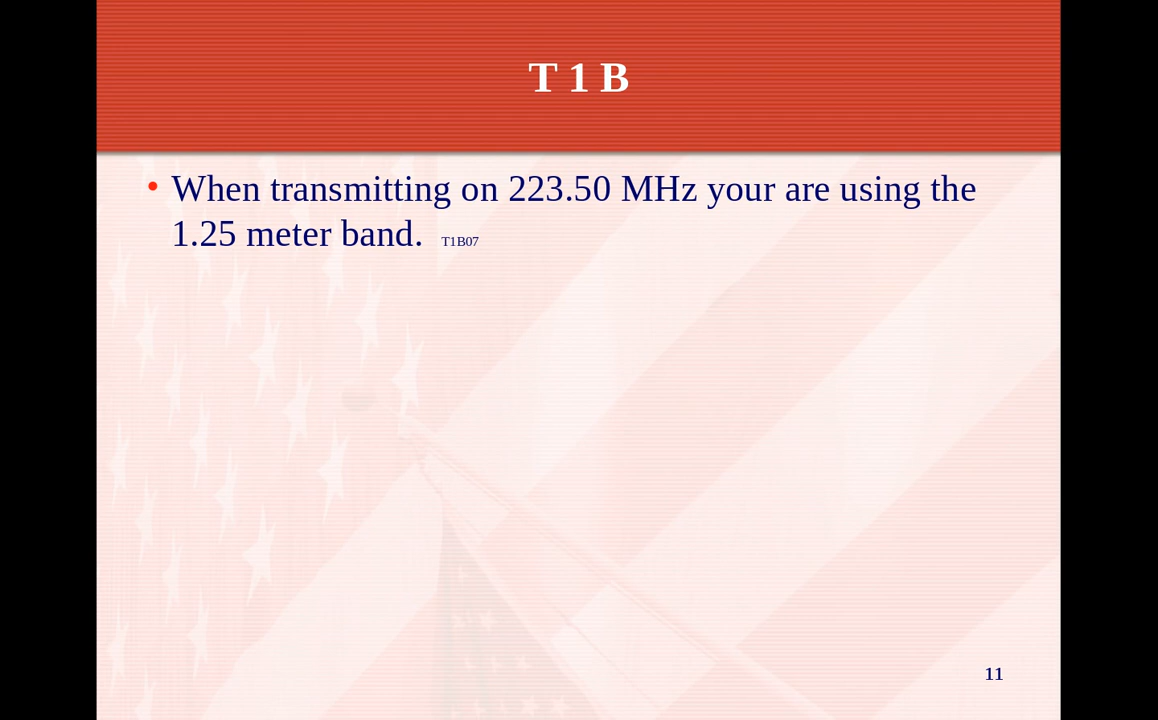 T 1 B
• When transmitting on 223.50 MHz your are using the
1.25 meter band. T1B07
11